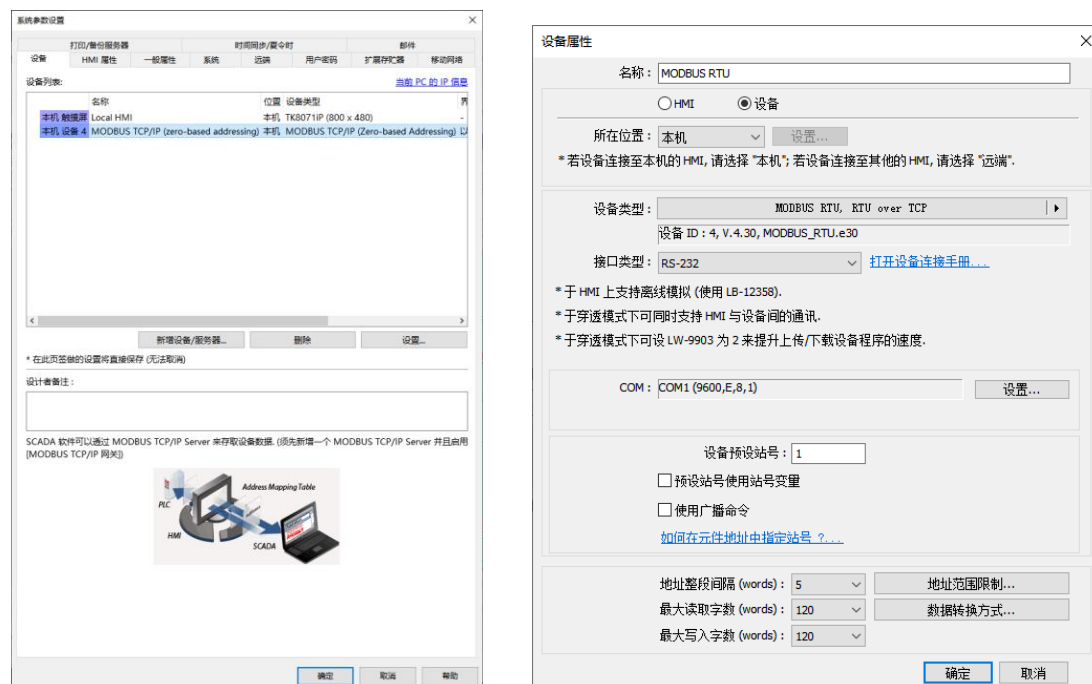 系统参数设置
打印/备份服务器 时间同步/夏令时 邮件
设备 HMI 属性 一般属性 系统 远端 用户密码 扩展存贮器 移动网络
设备列表: 当前 PC 的 IP 信息
名称 位置 设备类型
本机 触摸屏 Local HMI 本机 TK8071iP (800 x 480) -
本机 设备 4 MODBUS TCP/IP (zero-based addressing) 本机 MODBUS TCP/IP (Zero-based Addressing) 以
新增设备/服务器... 删除 设置...
* 在此页签做的设置将直接保存 (无法取消)
设计者备注 :
SCADA 软件可以通过 MODBUS TCP/IP Server 来存取设备数据. (须先新增一个 MODBUS TCP/IP Server 并且启用
[MODBUS TCP/IP 网关])
Address Mapping Table
PLC
HMI
SCADA
确定 取消 帮助
设备属性
名称 : MODBUS RTU
HMI 设备
所在位置 : 本机 设置...
* 若设备连接至本机的 HMI, 请选择 "本机"; 若设备连接至其他的 HMI, 请选择 "远端".
设备类型 : MODBUS RTU, RTU over TCP
设备 ID : 4, V.4.30, MODBUS_RTU.e30
接口类型 : RS-232 打开设备连接手册...
* 于 HMI 上支持离线模拟 (使用 LB-12358).
* 于穿透模式下可同时支持 HMI 与设备间的通讯.
* 于穿透模式下可设 LW-9903 为 2 来提升上传/下载设备程序的速度.
COM : COM1 (9600,E,8,1) 设置...
设备预设站号 : 1
预设站号使用站号变量
使用广播命令
如何在元件地址中指定站号 ?...
地址整段间隔 (words) : 5 地址范围限制...
最大读取字数 (words) : 120 数据转换方式...
最大写入字数 (words) : 120
确定 取消